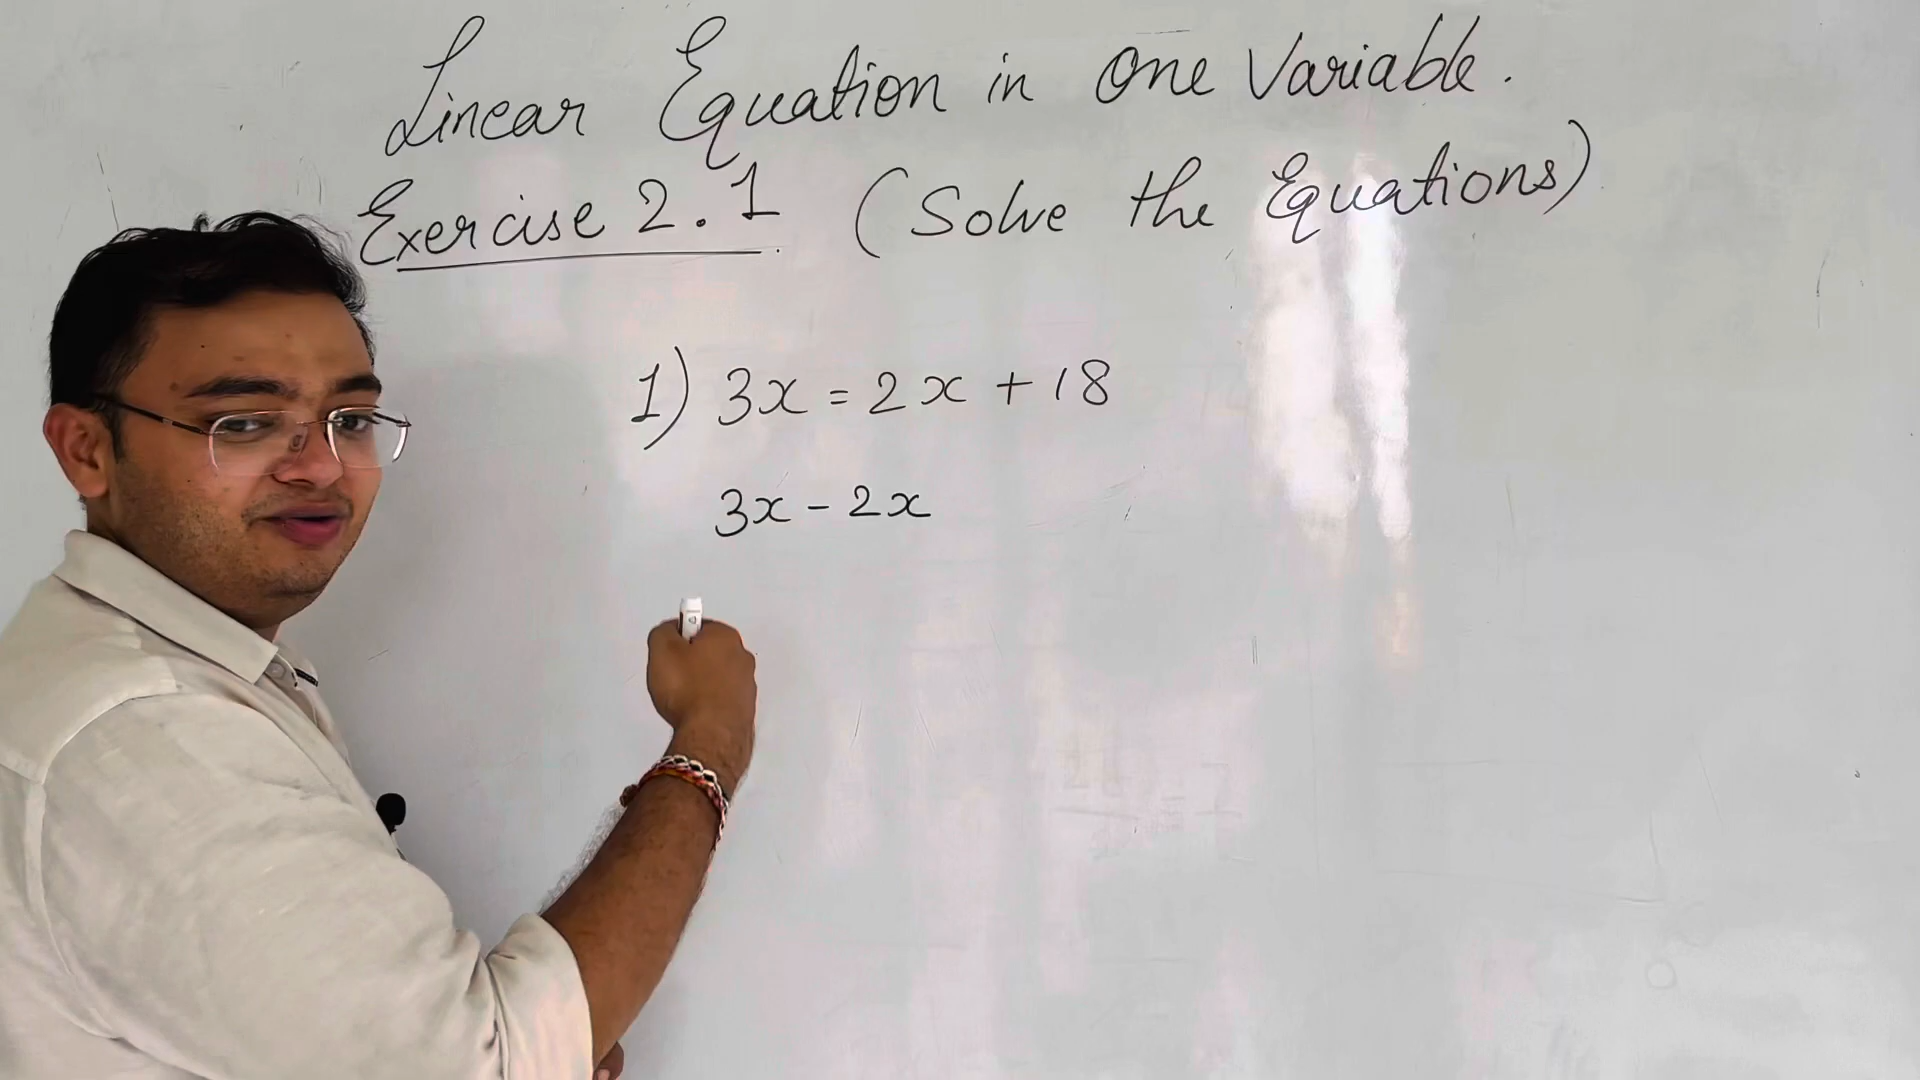 Linear Equation in One Variable.
Exercise 2.1 (Solve the Equations)
1) 3x = 2x + 18
3x - 2x